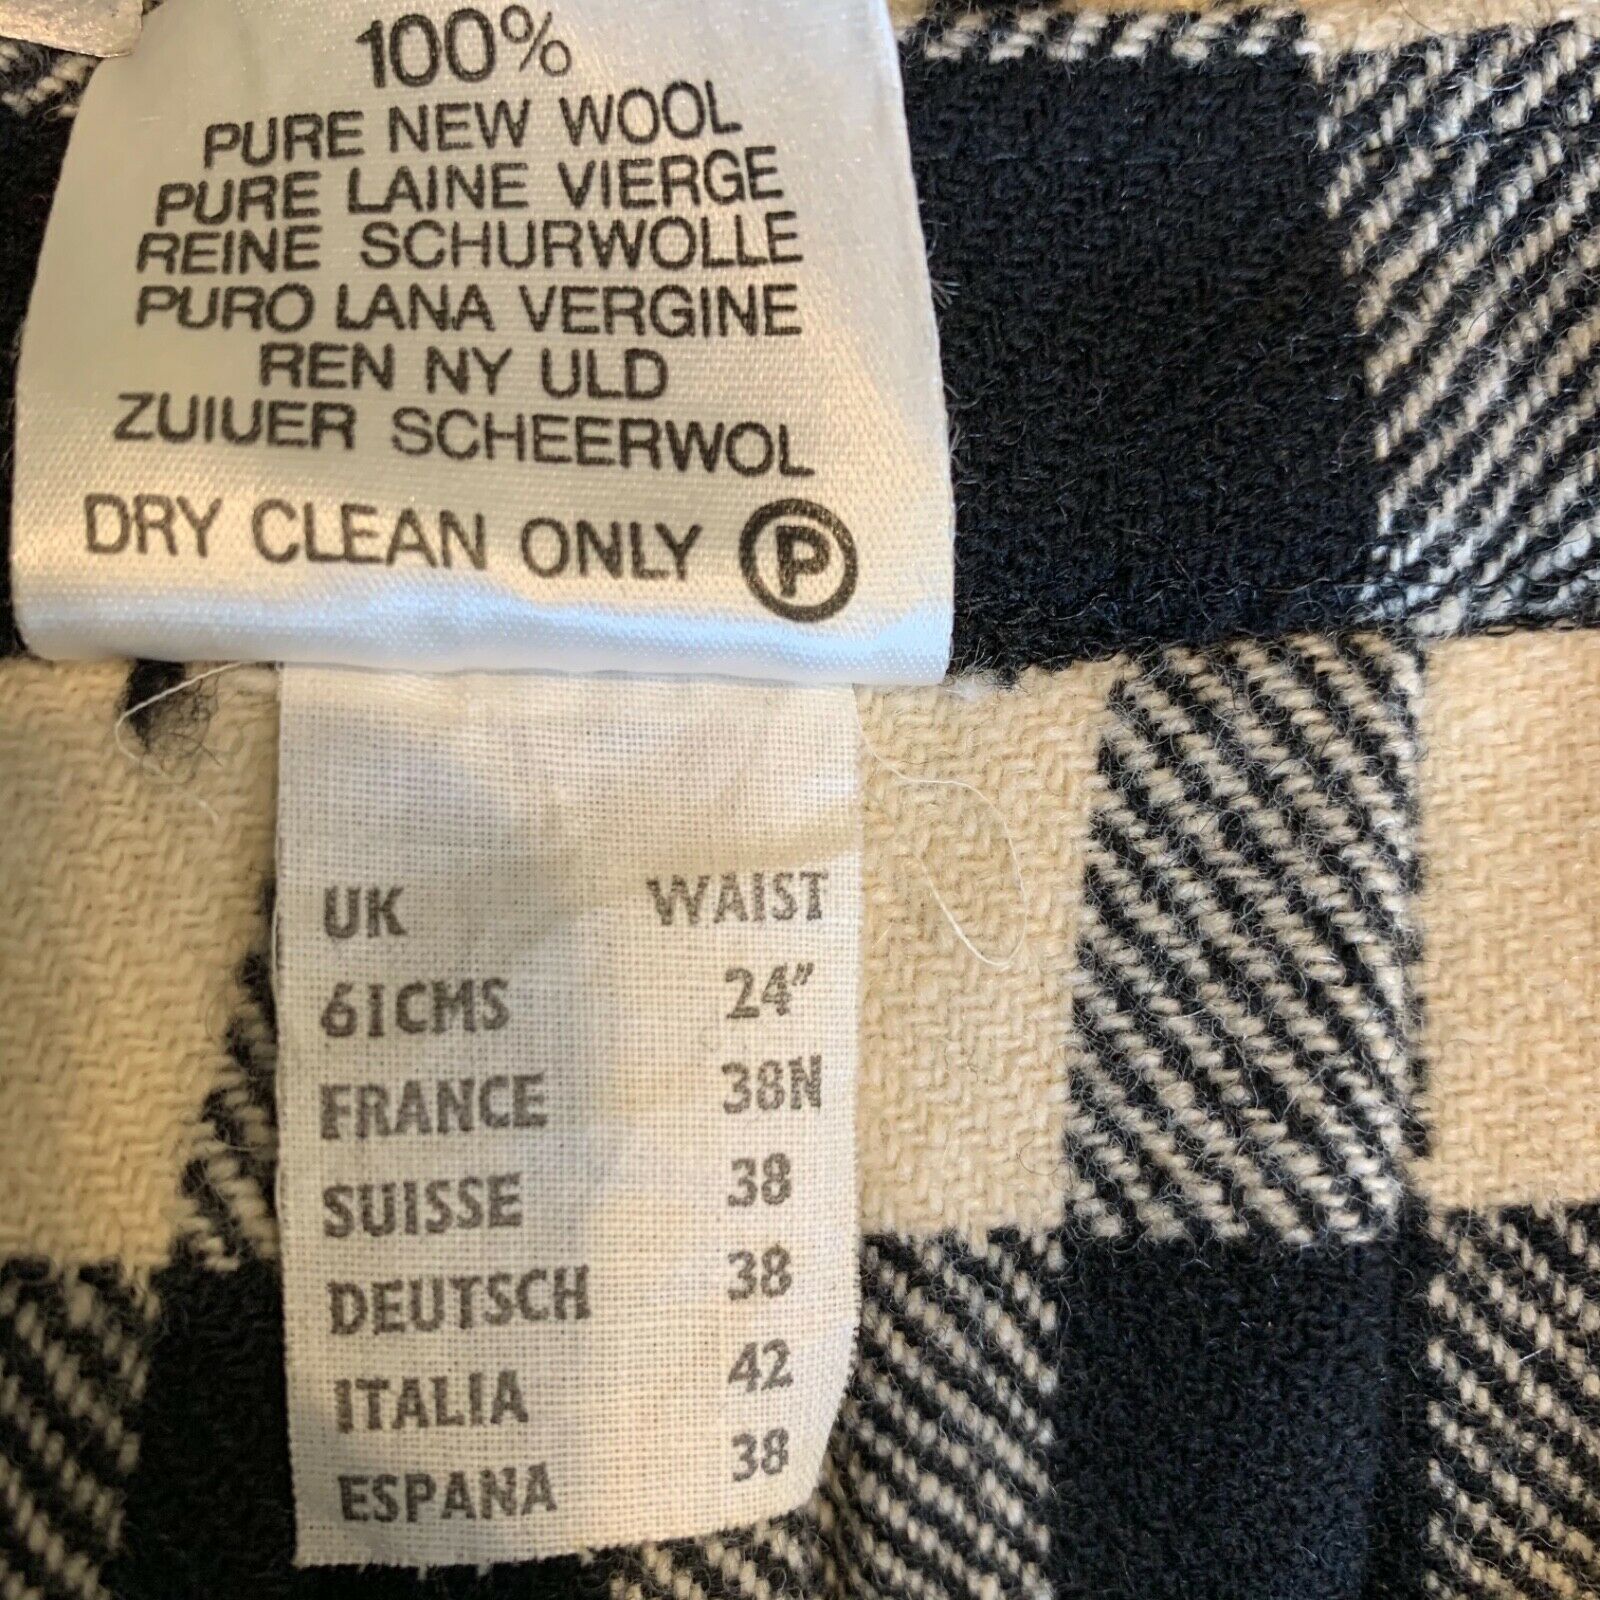 100%
PURE NEW WOOL
PURE LAINE VIERGE
REINE SCHURWOLLE
PURO LANA VERGINE
REN NY ULD
ZUIUER SCHEERWOL
DRY CLEAN ONLY P
UK WAIST
61CMS 24"
FRANCE 38N
SUISSE 38
DEUTSCH 38
ITALIA 42
ESPANA 38